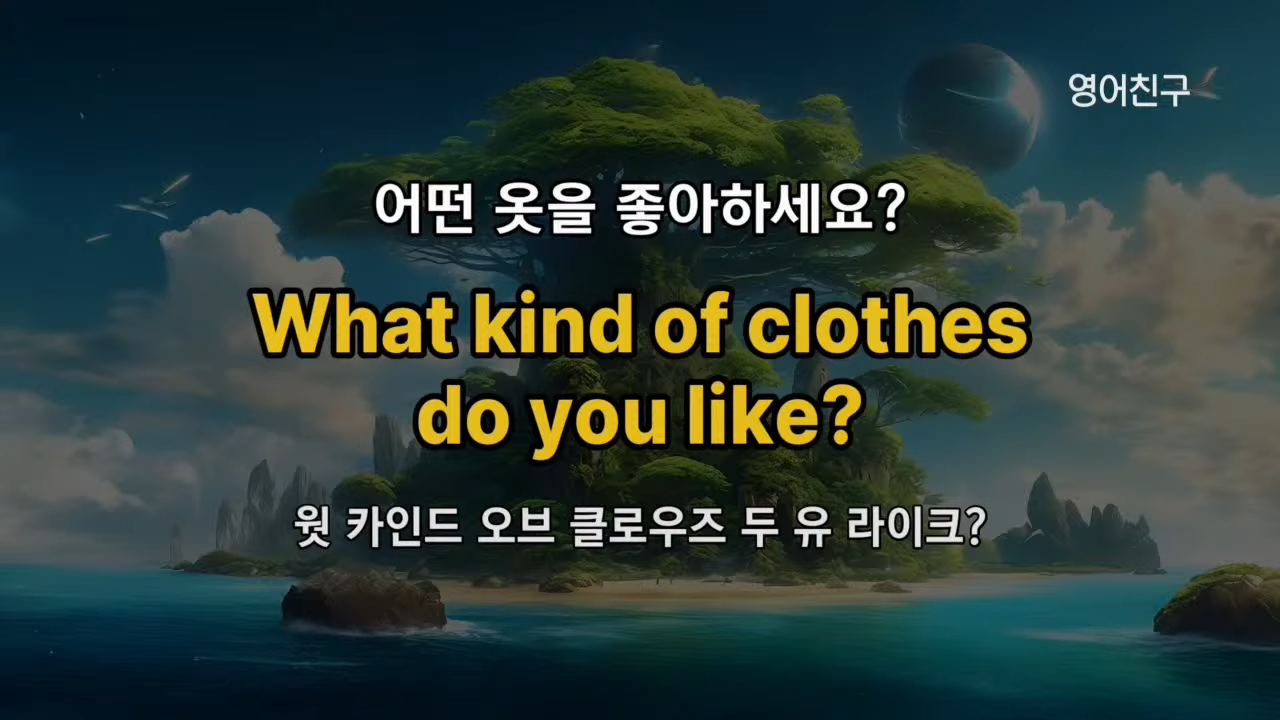 영어친구
어떤 옷을 좋아하세요?
What kind of clothes
do you like?
웟 카인드 오브 클로우즈 두 유 라이크?